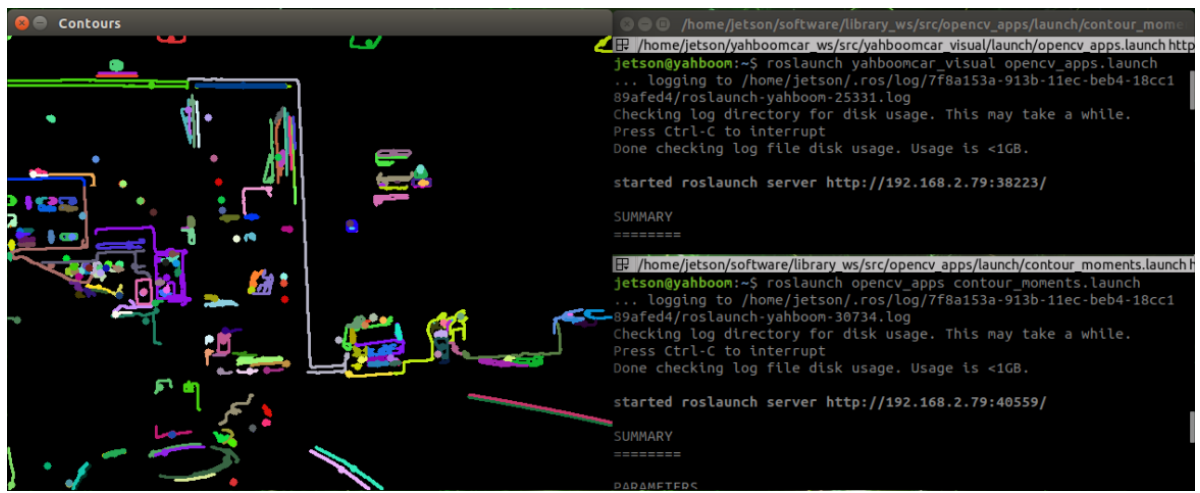 Contours
/home/jetson/software/library_ws/src/opencv_apps/launch/contour_mome
/home/jetson/yahboomcar_ws/src/yahboomcar_visual/launch/opencv_apps.launch http
jetson@yahboom:~$ roslaunch yahboomcar_visual opencv_apps.launch
... logging to /home/jetson/.ros/log/7f8a153a-913b-11ec-beb4-18cc1
89afed4/roslaunch-yahboom-25331.log
Checking log directory for disk usage. This may take a while.
Press Ctrl-C to interrupt
Done checking log file disk usage. Usage is <1GB.
started roslaunch server http://192.168.2.79:38223/
SUMMARY
========
/home/jetson/software/library_ws/src/opencv_apps/launch/contour_moments.launch h
jetson@yahboom:~$ roslaunch opencv_apps contour_moments.launch
... logging to /home/jetson/.ros/log/7f8a153a-913b-11ec-beb4-18cc1
89afed4/roslaunch-yahboom-30734.log
Checking log directory for disk usage. This may take a while.
Press Ctrl-C to interrupt
Done checking log file disk usage. Usage is <1GB.
started roslaunch server http://192.168.2.79:40559/
SUMMARY
========
PARAMETERS